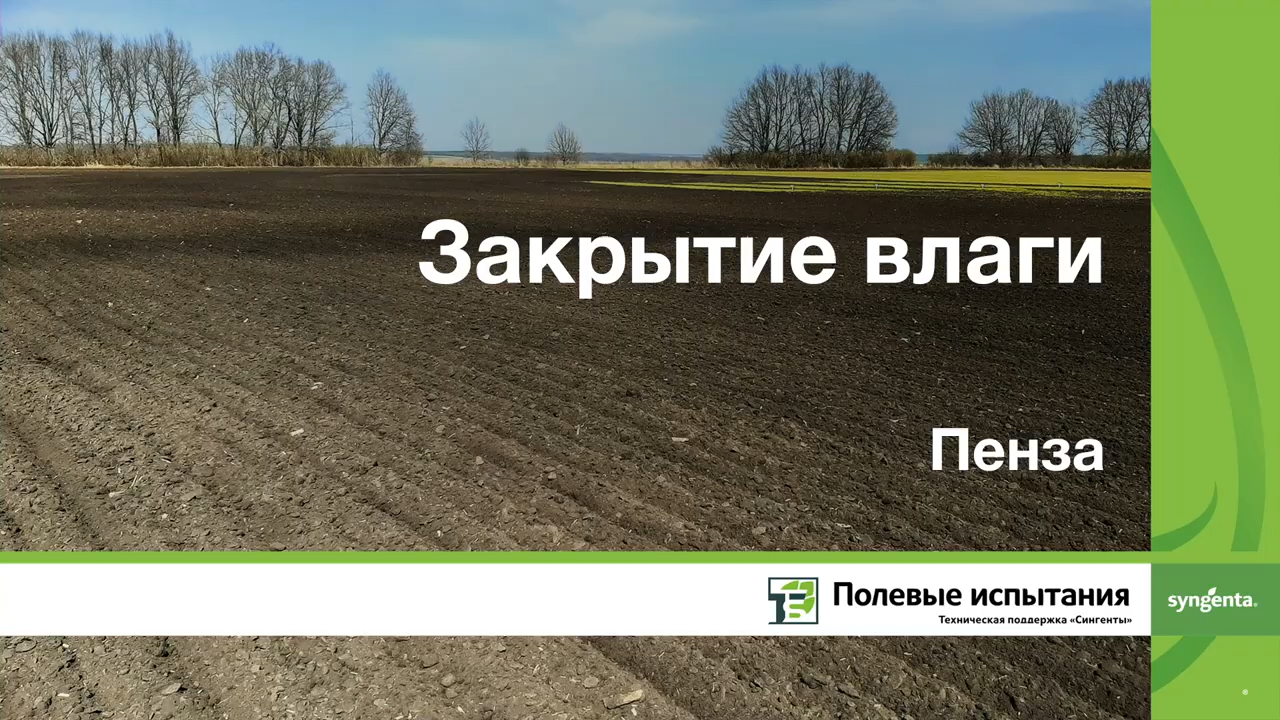 Закрытие влаги
Пенза
Полевые испытания
Техническая поддержка «Сингенты»
syngenta®
®